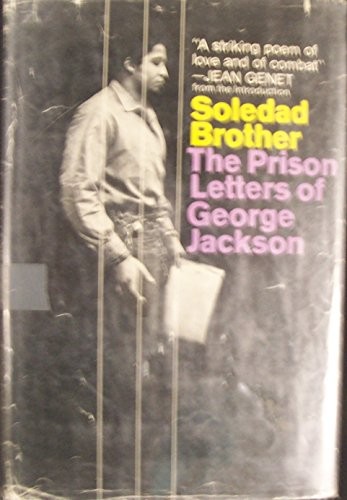 "A striking poem of
love and of combat"
—JEAN GENET
from the introduction
Soledad
Brother
The Prison
Letters of
George
Jackson